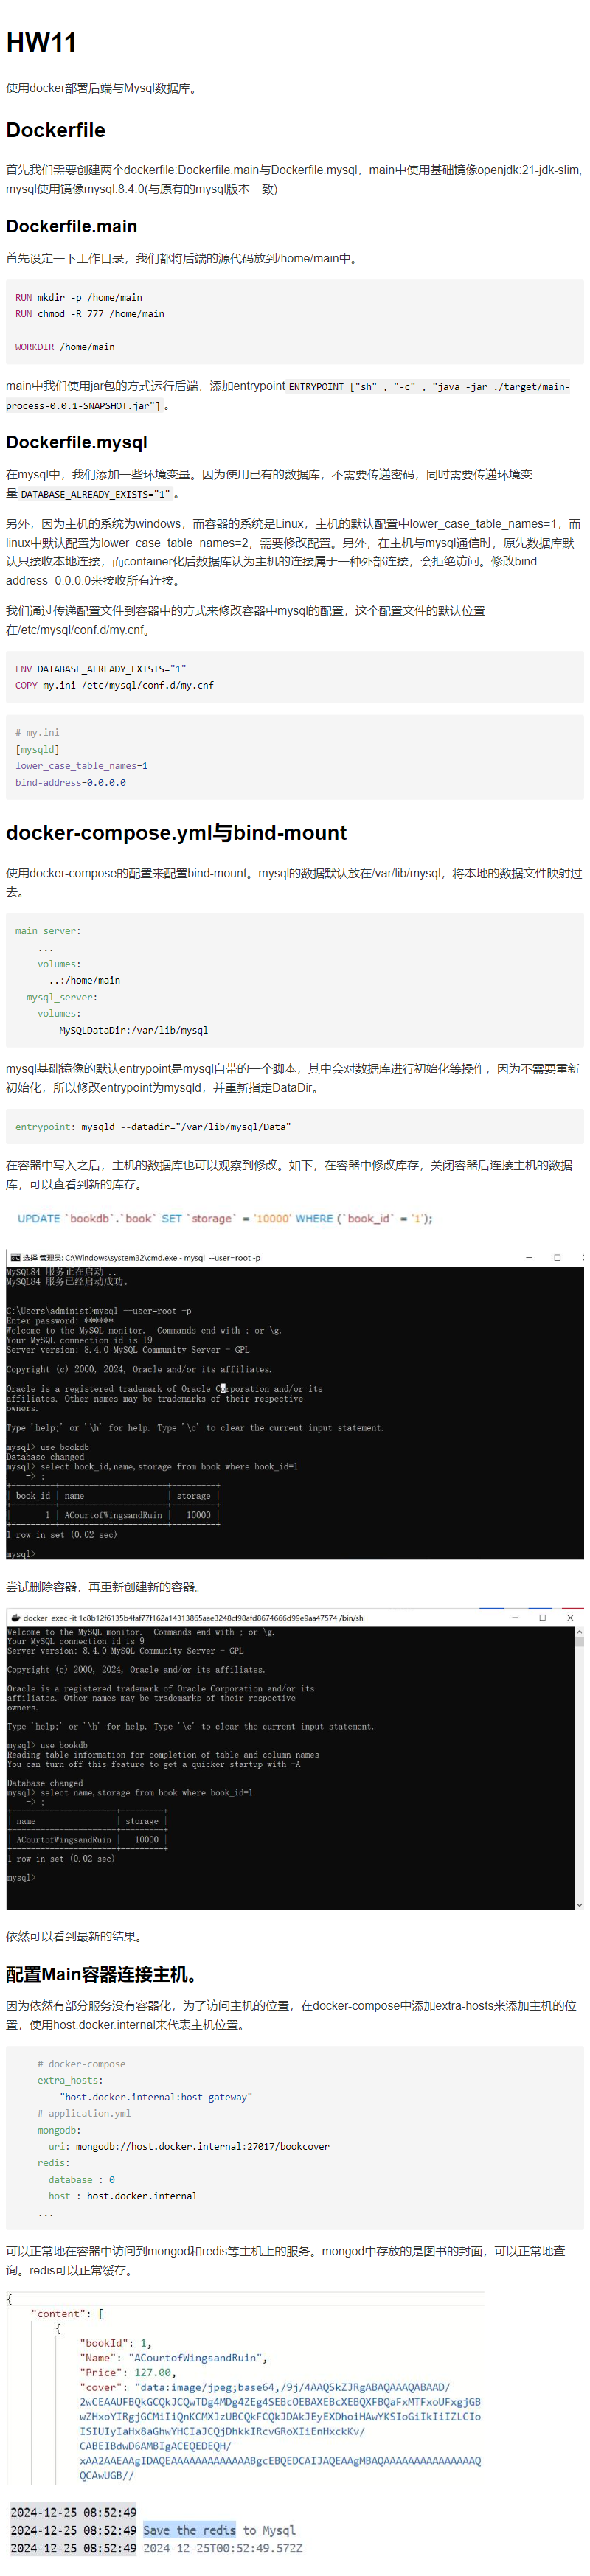 HW11
使用docker部署后端与Mysql数据库。
Dockerfile
首先我们需要创建两个dockerfile:Dockerfile.main与Dockerfile.mysql，main中使用基础镜像openjdk:21-jdk-slim,
mysql使用镜像mysql:8.4.0(与原有的mysql版本一致)
Dockerfile.main
首先设定一下工作目录，我们都将后端的源代码放到/home/main中。
RUN mkdir -p /home/main
RUN chmod -R 777 /home/main
WORKDIR /home/main
main中我们使用jar包的方式运行后端，添加entrypoint ENTRYPOINT ["sh" , "-c" , "java -jar ./target/main-
process-0.0.1-SNAPSHOT.jar"] 。
Dockerfile.mysql
在mysql中，我们添加一些环境变量。因为使用已有的数据库，不需要传递密码，同时需要传递环境变
量 DATABASE_ALREADY_EXISTS="1" 。
另外，因为主机的系统为windows，而容器的系统是Linux，主机的默认配置中lower_case_table_names=1，而
linux中默认配置为lower_case_table_names=2，需要修改配置。另外，在主机与mysql通信时，原先数据库默
认只接收本地连接，而container化后数据库认为主机的连接属于一种外部连接，会拒绝访问。修改bind-
address=0.0.0.0来接收所有连接。
我们通过传递配置文件到容器中的方式来修改容器中mysql的配置，这个配置文件的默认位置
在/etc/mysql/conf.d/my.cnf。
ENV DATABASE_ALREADY_EXISTS="1"
COPY my.ini /etc/mysql/conf.d/my.cnf
# my.ini
[mysqld]
lower_case_table_names=1
bind-address=0.0.0.0
docker-compose.yml与bind-mount
使用docker-compose的配置来配置bind-mount。mysql的数据默认放在/var/lib/mysql，将本地的数据文件映射过
去。
main_server:
...
volumes:
- ..:/home/main
mysql_server:
volumes:
- MySQLDataDir:/var/lib/mysql
mysql基础镜像的默认entrypoint是mysql自带的一个脚本，其中会对数据库进行初始化等操作，因为不需要重新
初始化，所以修改entrypoint为mysqld，并重新指定DataDir。
entrypoint: mysqld --datadir="/var/lib/mysql/Data"
在容器中写入之后，主机的数据库也可以观察到修改。如下，在容器中修改库存，关闭容器后连接主机的数据
库，可以查看到新的库存。
UPDATE `bookdb`.`book` SET `storage` = '10000' WHERE (`book_id` = '1');
选择 管理员: C:\Windows\system32\cmd.exe - mysql --user=root -p
MySQL84 服务正在启动 ..
MySQL84 服务已经启动成功。
C:\Users\administ>mysql --user=root -p
Enter password: ******
Welcome to the MySQL monitor.  Commands end with ; or \g.
Your MySQL connection id is 19
Server version: 8.4.0 MySQL Community Server - GPL
Copyright (c) 2000, 2024, Oracle and/or its affiliates.
Oracle is a registered trademark of Oracle Corporation and/or its
affiliates. Other names may be trademarks of their respective
owners.
Type 'help;' or '\h' for help. Type '\c' to clear the current input statement.
mysql> use bookdb
Database changed
mysql> select book_id,name,storage from book where book_id=1
-> ;
| book_id | name | storage |
| 1 | ACourtofWingsandRuin | 10000 |
1 row in set (0.02 sec)
mysql>
尝试删除容器，再重新创建新的容器。
docker exec -it 1c8b12f6135b4faf77f162a14313865aae3248cf98afd8674666d99e9aa47574 /bin/sh
Welcome to the MySQL monitor.  Commands end with ; or \g.
Your MySQL connection id is 9
Server version: 8.4.0 MySQL Community Server - GPL
Copyright (c) 2000, 2024, Oracle and/or its affiliates.
Oracle is a registered trademark of Oracle Corporation and/or its
affiliates. Other names may be trademarks of their respective
owners.
Type 'help;' or '\h' for help. Type '\c' to clear the current input statement.
mysql> use bookdb
Reading table information for completion of table and column names
You can turn off this feature to get a quicker startup with -A
Database changed
mysql> select name,storage from book where book_id=1
-> ;
| name | storage |
| ACourtofWingsandRuin | 10000 |
1 row in set (0.02 sec)
mysql>
依然可以看到最新的结果。
配置Main容器连接主机。
因为依然有部分服务没有容器化，为了访问主机的位置，在docker-compose中添加extra-hosts来添加主机的位
置，使用host.docker.internal来代表主机位置。
# docker-compose
extra_hosts:
- "host.docker.internal:host-gateway"
# application.yml
mongodb:
uri: mongodb://host.docker.internal:27017/bookcover
redis:
database : 0
host : host.docker.internal
...
可以正常地在容器中访问到mongod和redis等主机上的服务。mongod中存放的是图书的封面，可以正常地查
询。redis可以正常缓存。
{
"content": [
{
"bookId": 1,
"Name": "ACourtofWingsandRuin",
"Price": 127.00,
"cover": "data:image/jpeg;base64,/9j/4AAQSkZJRgABAQAAAQABAAD/
2024-12-25 08:52:49
2024-12-25 08:52:49 Save the redis to Mysql
2024-12-25 08:52:49 2024-12-25T00:52:49.572Z